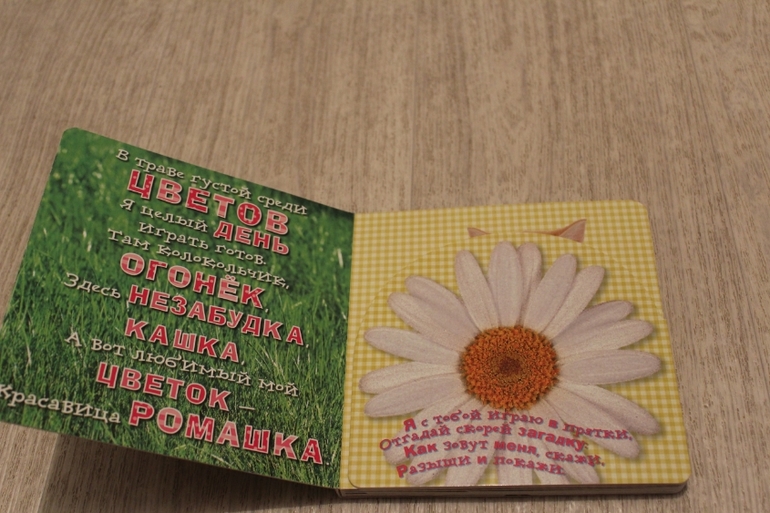 В траве густой среди
ЦВЕТОВ
Я целый ДЕНЬ
Играть готов.
Там колокольчик,
ОГОНЁК,
Здесь НЕЗАБУДКА,
КАШКА,
А вот любимый мой
ЦВЕТОК –
Красавица РОМАШКА.
Я с тобой играю в прятки,
Отгадай скорей загадку:
Как зовут меня, скажи,
Разыщи и покажи.